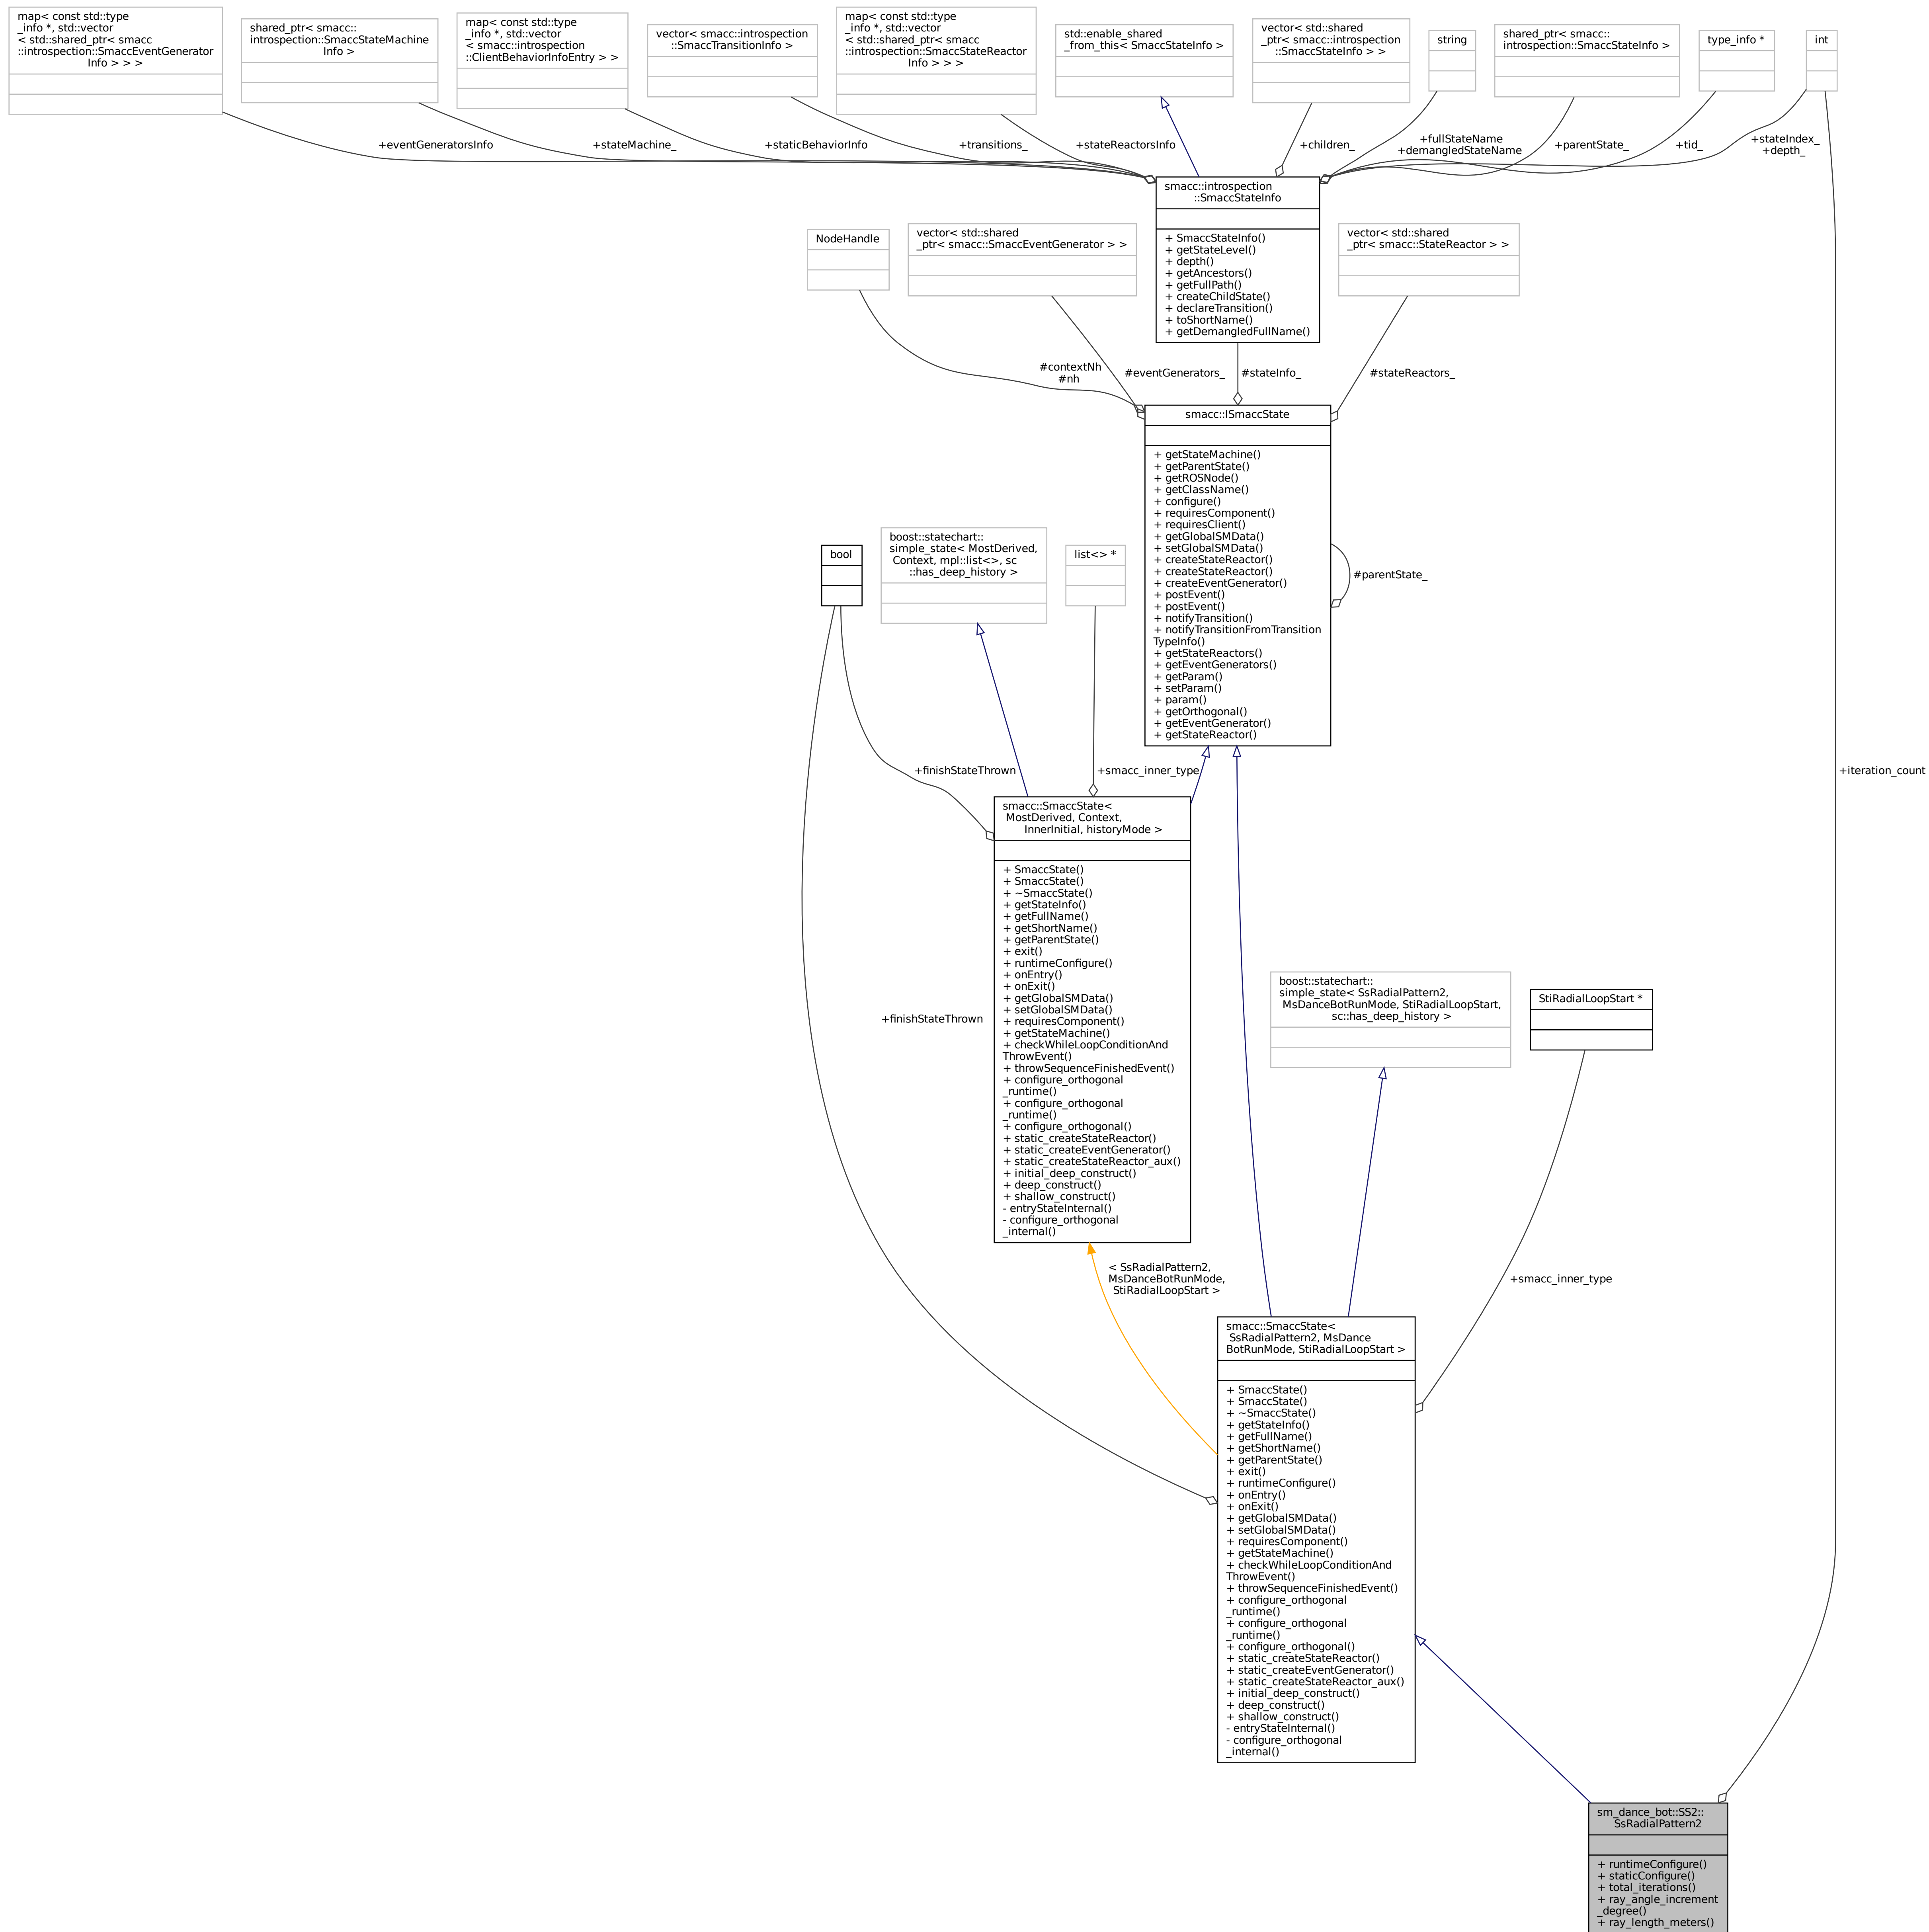 map< const std::type
_info *, std::vector
< std::shared_ptr< smacc
::introspection::SmaccEventGenerator
Info > > >
shared_ptr< smacc::
introspection::SmaccStateMachine
Info >
map< const std::type
_info *, std::vector
< smacc::introspection
::ClientBehaviorInfoEntry > >
vector< smacc::introspection
::SmaccTransitionInfo >
map< const std::type
_info *, std::vector
< std::shared_ptr< smacc
::introspection::SmaccStateReactor
Info > > >
std::enable_shared
_from_this< SmaccStateInfo >
vector< std::shared
_ptr< smacc::introspection
::SmaccStateInfo > >
string
shared_ptr< smacc::
introspection::SmaccStateInfo >
type_info *
int
+eventGeneratorsInfo
+stateMachine_
+staticBehaviorInfo
+transitions_
+stateReactorsInfo
+children_
+fullStateName
+demangledStateName
+parentState_
+tid_
+stateIndex_
+depth_
smacc::introspection
::SmaccStateInfo
+ SmaccStateInfo()
+ getStateLevel()
+ depth()
+ getAncestors()
+ getFullPath()
+ createChildState()
+ declareTransition()
+ toShortName()
+ getDemangledFullName()
NodeHandle
vector< std::shared
_ptr< smacc::SmaccEventGenerator > >
vector< std::shared
_ptr< smacc::StateReactor > >
#contextNh
#nh
#eventGenerators_
#stateInfo_
#stateReactors_
smacc::ISmaccState
+ getStateMachine()
+ getParentState()
+ getROSNode()
+ getClassName()
+ configure()
+ requiresComponent()
+ requiresClient()
+ getGlobalSMData()
+ setGlobalSMData()
+ createStateReactor()
+ createStateReactor()
+ createEventGenerator()
+ postEvent()
+ postEvent()
+ notifyTransition()
+ notifyTransitionFromTransition
TypeInfo()
+ getStateReactors()
+ getEventGenerators()
+ getParam()
+ setParam()
+ param()
+ getOrthogonal()
+ getEventGenerator()
+ getStateReactor()
#parentState_
bool
boost::statechart::
simple_state< MostDerived,
Context, mpl::list<>, sc
::has_deep_history >
list<> *
+finishStateThrown
+smacc_inner_type
+iteration_count
smacc::SmaccState<
MostDerived, Context,
InnerInitial, historyMode >
+ SmaccState()
+ SmaccState()
+ ~SmaccState()
+ getStateInfo()
+ getFullName()
+ getShortName()
+ getParentState()
+ exit()
+ runtimeConfigure()
+ onEntry()
+ onExit()
+ getGlobalSMData()
+ setGlobalSMData()
+ requiresComponent()
+ getStateMachine()
+ checkWhileLoopConditionAnd
ThrowEvent()
+ throwSequenceFinishedEvent()
+ configure_orthogonal
_runtime()
+ configure_orthogonal
_runtime()
+ configure_orthogonal()
+ static_createStateReactor()
+ static_createEventGenerator()
+ static_createStateReactor_aux()
+ initial_deep_construct()
+ deep_construct()
+ shallow_construct()
- entryStateInternal()
- configure_orthogonal
_internal()
+finishStateThrown
boost::statechart::
simple_state< SsRadialPattern2,
MsDanceBotRunMode, StiRadialLoopStart,
sc::has_deep_history >
StiRadialLoopStart *
< SsRadialPattern2,
MsDanceBotRunMode,
StiRadialLoopStart >
+smacc_inner_type
smacc::SmaccState<
SsRadialPattern2, MsDance
BotRunMode, StiRadialLoopStart >
+ SmaccState()
+ SmaccState()
+ ~SmaccState()
+ getStateInfo()
+ getFullName()
+ getShortName()
+ getParentState()
+ exit()
+ runtimeConfigure()
+ onEntry()
+ onExit()
+ getGlobalSMData()
+ setGlobalSMData()
+ requiresComponent()
+ getStateMachine()
+ checkWhileLoopConditionAnd
ThrowEvent()
+ throwSequenceFinishedEvent()
+ configure_orthogonal
_runtime()
+ configure_orthogonal
_runtime()
+ configure_orthogonal()
+ static_createStateReactor()
+ static_createEventGenerator()
+ static_createStateReactor_aux()
+ initial_deep_construct()
+ deep_construct()
+ shallow_construct()
- entryStateInternal()
- configure_orthogonal
_internal()
sm_dance_bot::SS2::
SsRadialPattern2
+ runtimeConfigure()
+ staticConfigure()
+ total_iterations()
+ ray_angle_increment
_degree()
+ ray_length_meters()